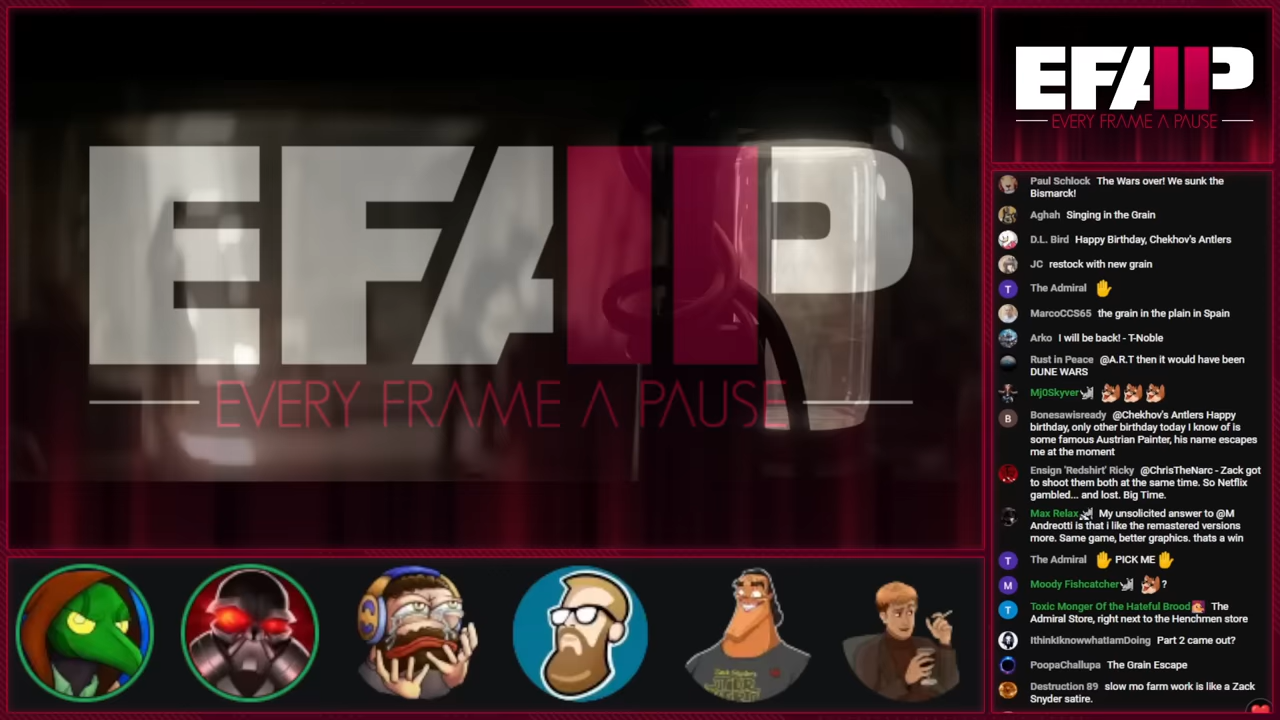 EFAP
EVERY FRAME A PAUSE
EFAP
EVERY FRAME A PAUSE
Paul Schlock The Wars over! We sunk the
Bismarck!
Aghah Singing in the Grain
D.L. Bird Happy Birthday, Chekhov's Antlers
JC restock with new grain
T The Admiral ✋
MarcoCCS65 the grain in the plain in Spain
Arko I will be back! - T-Noble
Rust in Peace @A.R.T then it would have been
DUNE WARS
Mj0Skyver
B Bonesawisready @Chekhov's Antlers Happy
birthday, only other birthday today I know of is
some famous Austrian Painter, his name escapes
me at the moment
Ensign 'Redshirt' Ricky @ChrisTheNarc - Zack got
to shoot them both at the same time. So Netflix
gambled... and lost. Big Time.
Max Relax My unsolicited answer to @M
Andreotti is that i like the remastered versions
more. Same game, better graphics. thats a win
T The Admiral ✋ PICK ME ✋
M Moody Fishcatcher ?
T Toxic Monger Of the Hateful Brood The
Admiral Store, right next to the Henchmen store
IthinkIknowwhatIamDoing Part 2 came out?
PoopaChallupa The Grain Escape
Destruction 89 slow mo farm work is like a Zack
Snyder satire.